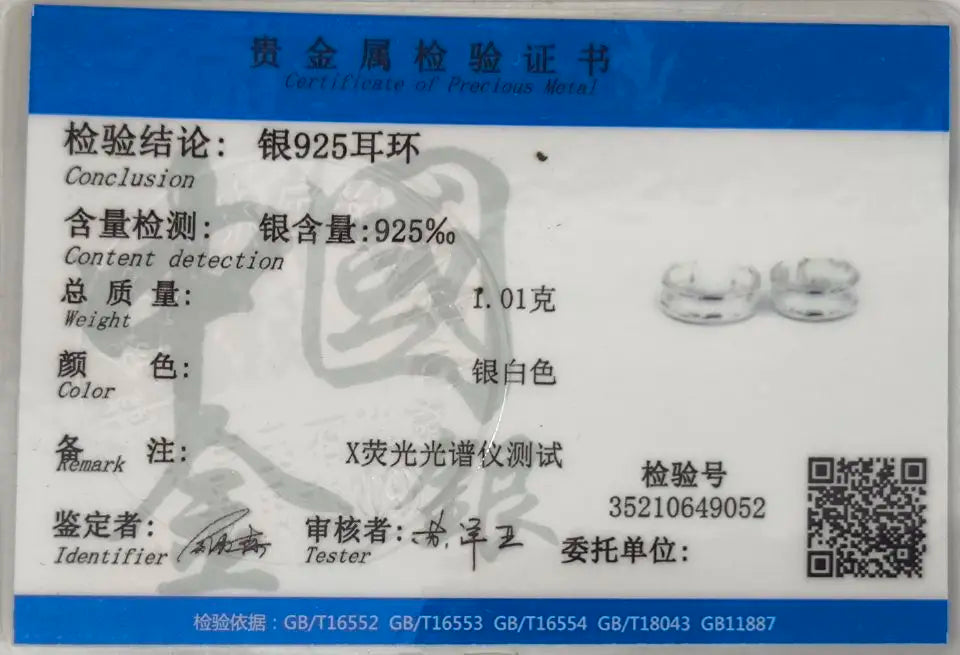 贵金属检验证书
Certificate of Precious Metal
检验结论: 银925耳环
Conclusion
含量检测: 银含量:925‰
Content detection
总质量: 1.01克
Weight
颜色: 银白色
Color
备注: X荧光光谱仪测试
Remark
检验号
35210649052
鉴定者: 审核者:
Identifier Tester
委托单位:
检验依据：GB/T16552 GB/T16553 GB/T16554 GB/T18043 GB11887
中國
金銀